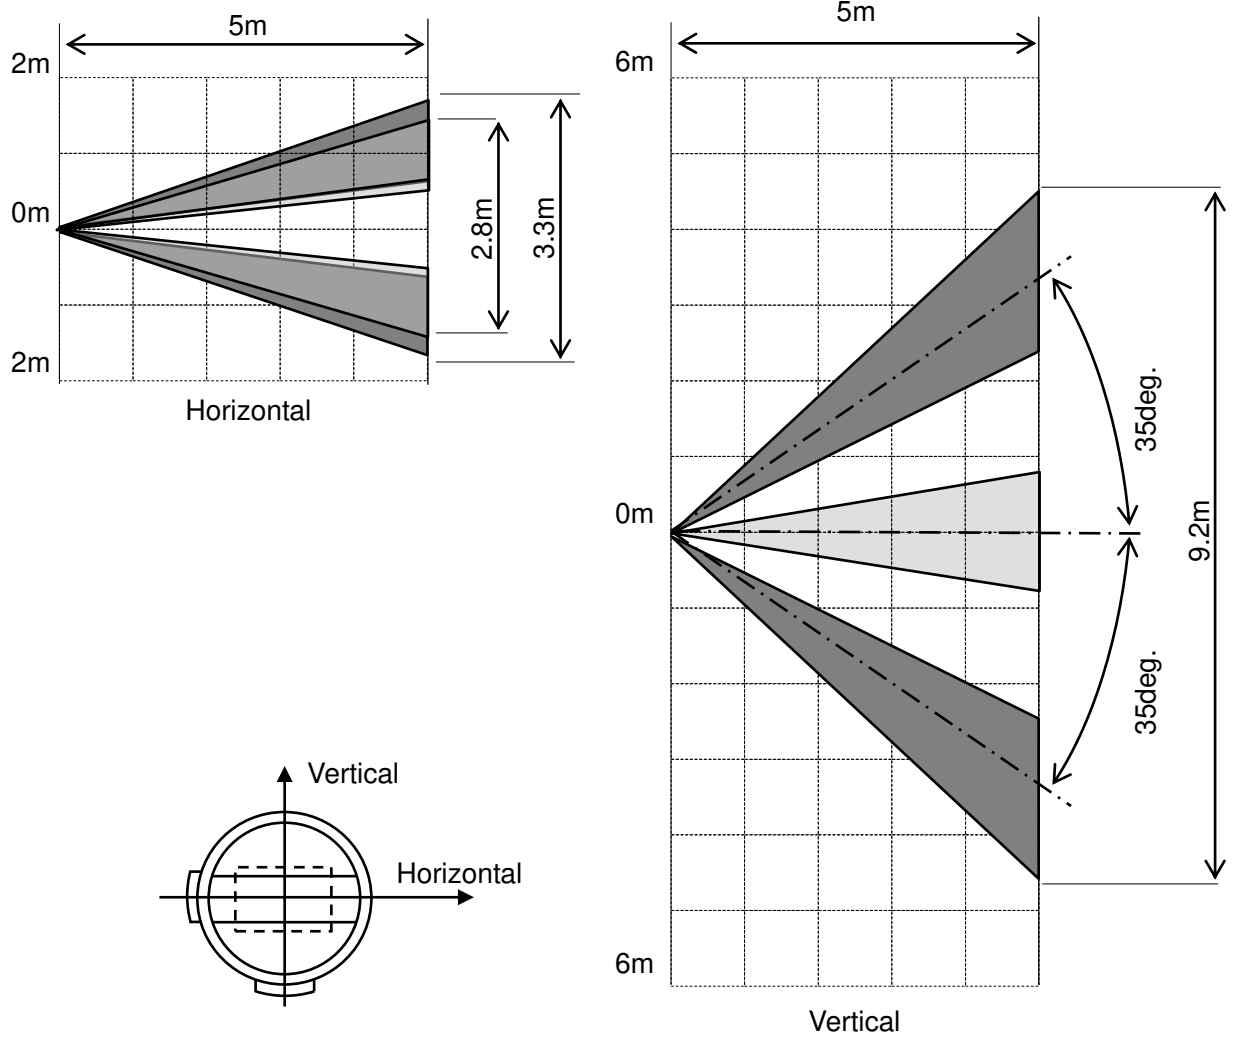 5m
2m
0m
2m
2.8m
3.3m
Horizontal
5m
6m
0m
6m
35deg.
35deg.
9.2m
Vertical
Vertical
Horizontal